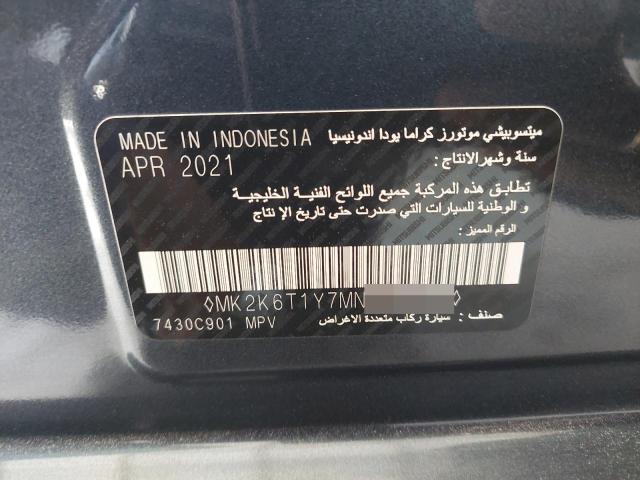 MADE IN INDONESIA ميتسوبيشي موتورز كراما يودا اندونيسيا
APR 2021 سنة وشهر الانتاج:
تطابق هذه المركبة جميع اللوائح الفنية الخليجية
و الوطنية للسيارات التي صدرت حتى تاريخ الإ نتاج
الرقم المميز:
◊MK2K6T1Y7MN ◊
7430C901 MPV صنف: سيارة ركاب متعددة الاغراض